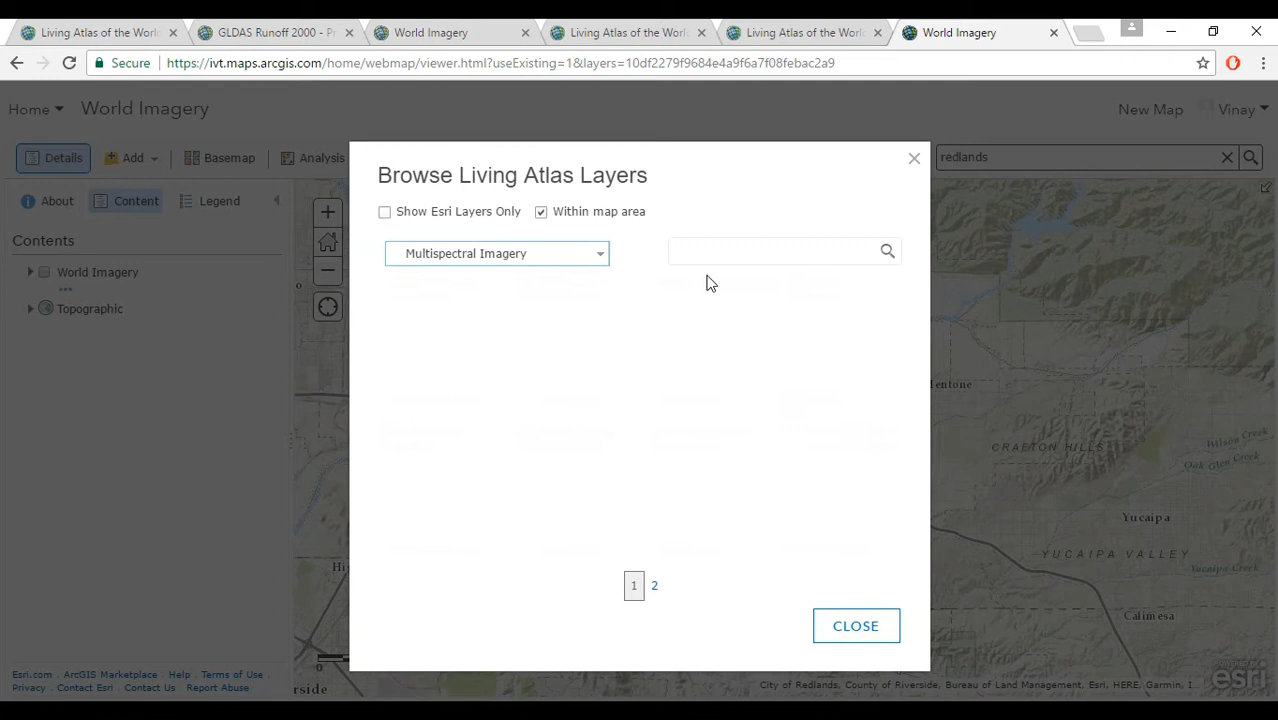 Living Atlas of the World
GLDAS Runoff 2000 - P
World Imagery
Living Atlas of the World
Living Atlas of the World
World Imagery
Secure
https://ivt.maps.arcgis.com/home/webmap/viewer.html?useExisting=1&layers=10df2279f9684e4a9f6a7f08febac2a9
Home
World Imagery
New Map
Vinay
Details
Add
Basemap
Analysis
redlands
About
Content
Legend
Contents
World Imagery
Topographic
Browse Living Atlas Layers
Show Esri Layers Only
Within map area
Multispectral Imagery
1 2
CLOSE
Mentone
CRAFTON HILLS
Wilson Creek
Oak Glen Creek
Yucaipa
YUCAIPA VALLEY
Yucaipa Creek
Hi
Calimesa
0
rside
Esri.com . ArcGIS Marketplace . Help . Terms of Use .
Privacy . Contact Esri . Contact Us . Report Abuse
City of Redlands, County of Riverside, Bureau of Land Management, Esri, HERE, Garmin, I...
esri